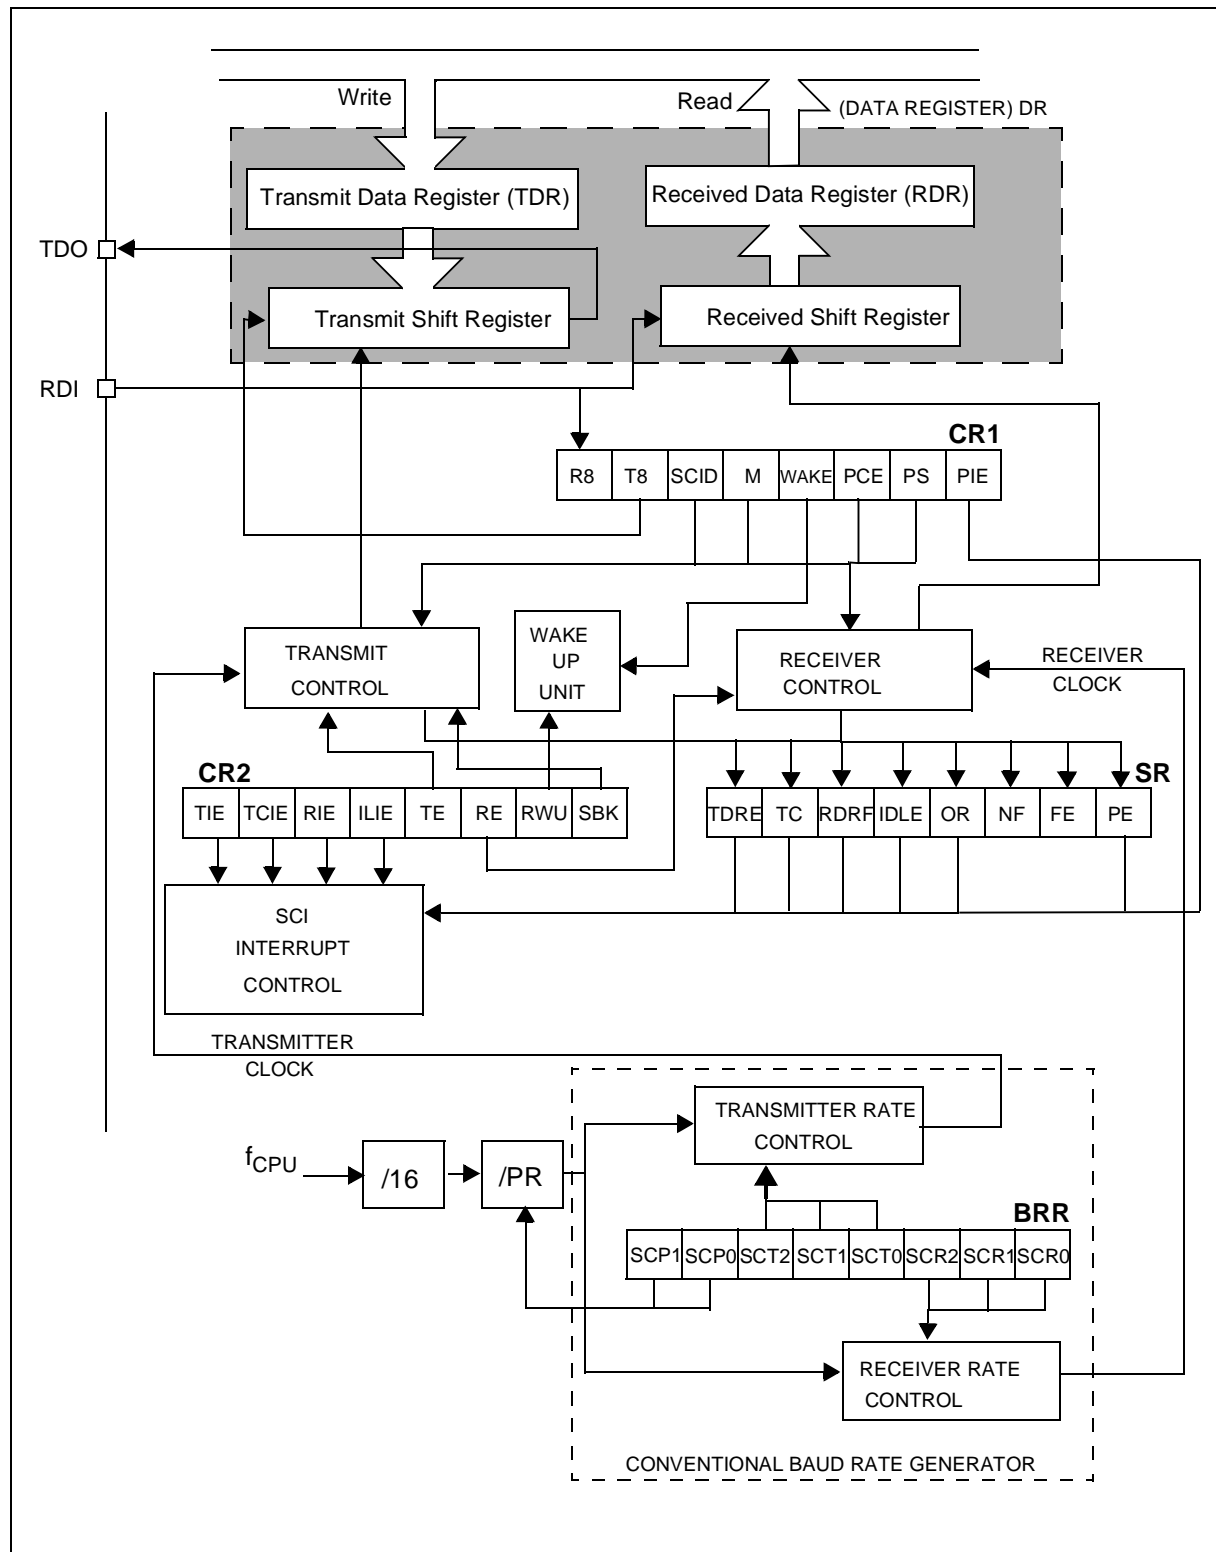 Write
Read
(DATA REGISTER) DR
Transmit Data Register (TDR)
Received Data Register (RDR)
TDO
Transmit Shift Register
Received Shift Register
RDI
CR1
R8 T8 SCID M WAKE PCE PS PIE
TRANSMIT
CONTROL
WAKE
UP
UNIT
RECEIVER
CONTROL
RECEIVER
CLOCK
CR2
TIE TCIE RIE ILIE TE RE RWU SBK
SR
TDRE TC RDRF IDLE OR NF FE PE
SCI
INTERRUPT
CONTROL
TRANSMITTER
CLOCK
TRANSMITTER RATE
CONTROL
fCPU
/16
/PR
BRR
SCP1 SCP0 SCT2 SCT1 SCT0 SCR2 SCR1 SCR0
RECEIVER RATE
CONTROL
CONVENTIONAL BAUD RATE GENERATOR